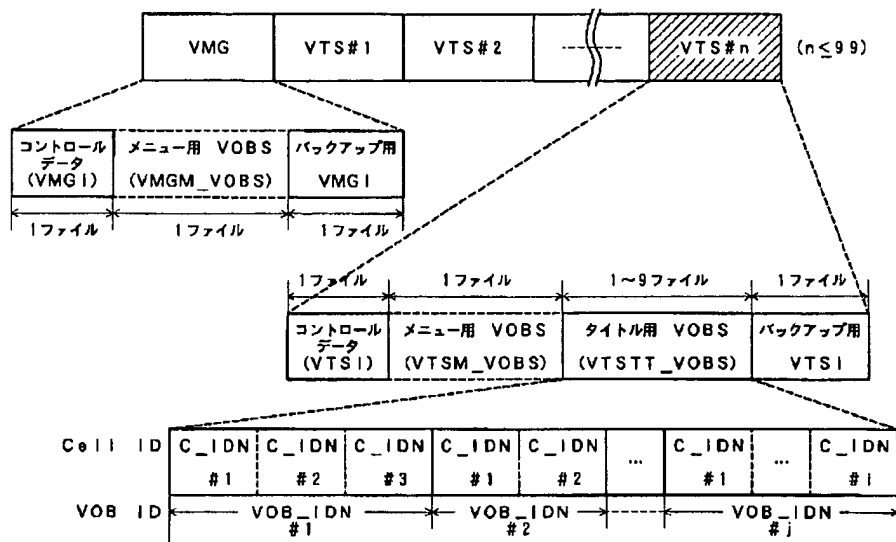 VMG VTS#1 VTS#2 VTS#n (n≤99)
コントロール メニュー用 VOBS バックアップ用
データ
(VMGI) (VMGM_VOBS) VMGI
1ファイル 1ファイル 1ファイル
1ファイル 1ファイル 1〜9ファイル 1ファイル
コントロール メニュー用 VOBS タイトル用 VOBS バックアップ用
データ
(VTSI) (VTSM_VOBS) (VTSTT_VOBS) VTSI
Cell ID C_IDN C_IDN C_IDN C_IDN C_IDN ... C_IDN ... C_IDN
#1 #2 #3 #1 #2 #1 #i
VOB ID VOB_IDN VOB_IDN VOB_IDN
#1 #2 #j